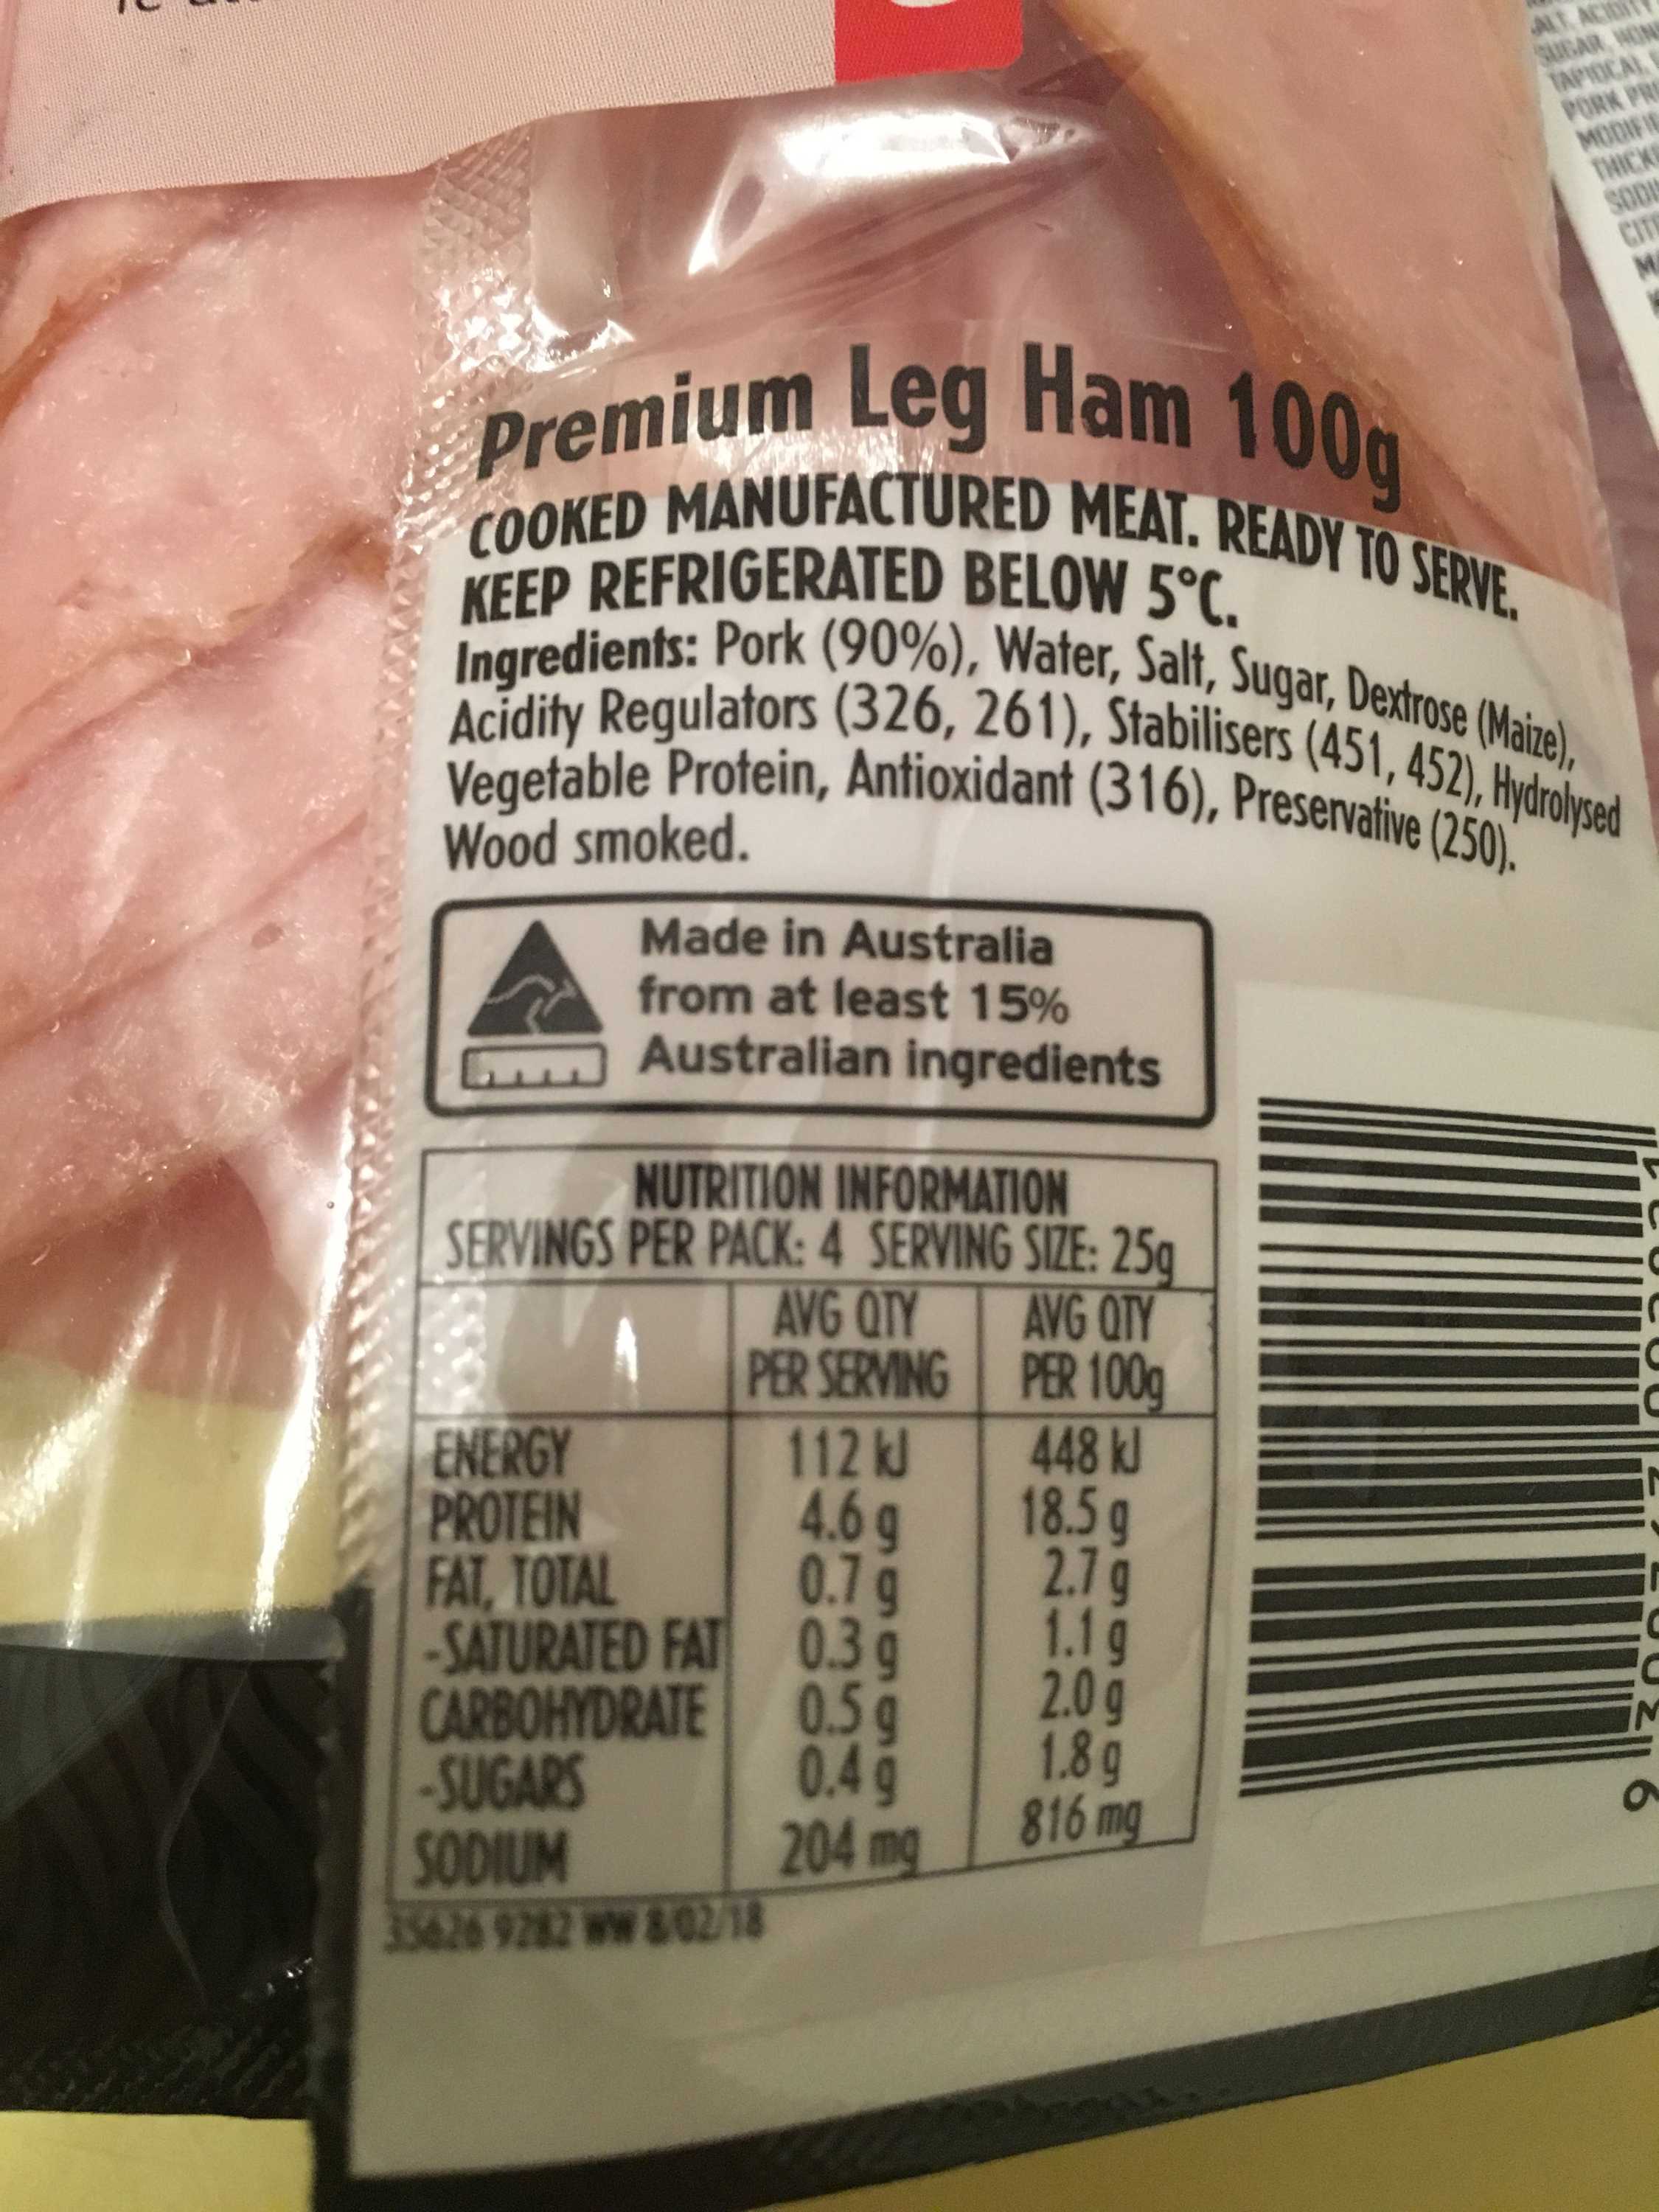 Premium Leg Ham 100g
COOKED MANUFACTURED MEAT. READY TO SERVE.
KEEP REFRIGERATED BELOW 5°C.
Ingredients: Pork (90%), Water, Salt, Sugar, Dextrose (Maize),
Acidity Regulators (326, 261), Stabilisers (451, 452), Hydrolysed
Vegetable Protein, Antioxidant (316), Preservative (250).
Wood smoked.
Made in Australia
from at least 15%
Australian ingredients
NUTRITION INFORMATION
SERVINGS PER PACK: 4 SERVING SIZE: 25g
AVG QTY PER SERVING AVG QTY PER 100g
ENERGY 112 kJ 448 kJ
PROTEIN 4.6 g 18.5 g
FAT, TOTAL 0.7 g 2.7 g
-SATURATED FAT 0.3 g 1.1 g
CARBOHYDRATE 0.5 g 2.0 g
-SUGARS 0.4 g 1.8 g
SODIUM 204 mg 816 mg
35626 9282 WW 8/02/18
SUGAR,
PORK